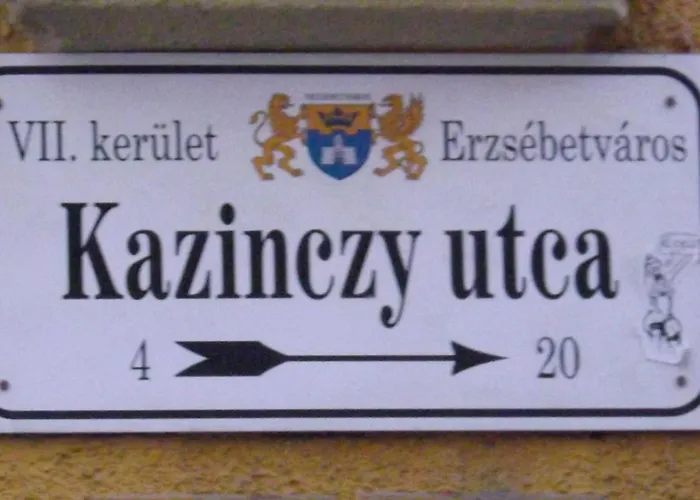 VII. kerület Erzsébetváros
Kazinczy utca
4 20